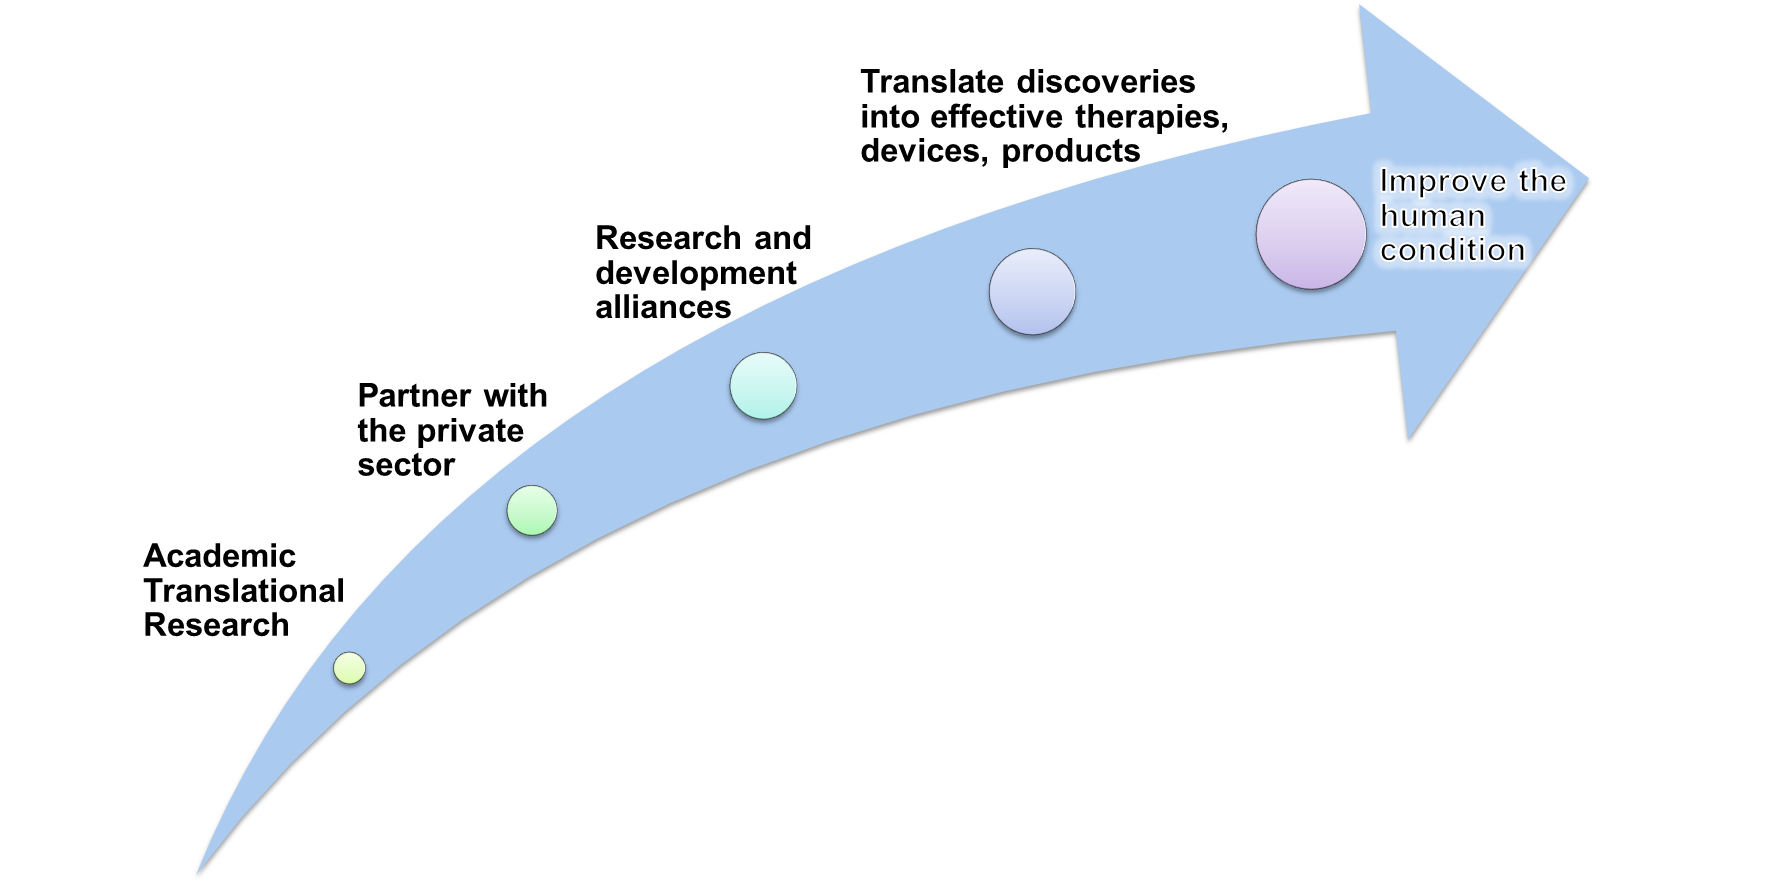 Translate discoveries
into effective therapies,
devices, products
Improve the
human
condition
Research and
development
alliances
Partner with
the private
sector
Academic
Translational
Research